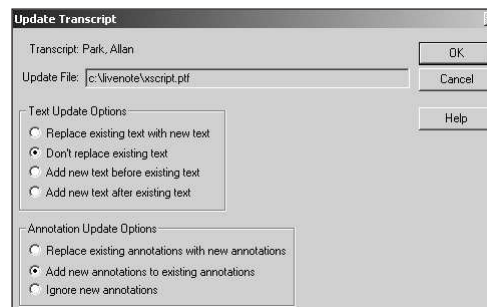 Update Transcript
Transcript: Park, Allan
OK
Update File: c:\livenote\xscript.ptf
Cancel
Help
Text Update Options
Replace existing text with new text
Don't replace existing text
Add new text before existing text
Add new text after existing text
Annotation Update Options
Replace existing annotations with new annotations
Add new annotations to existing annotations
Ignore new annotations